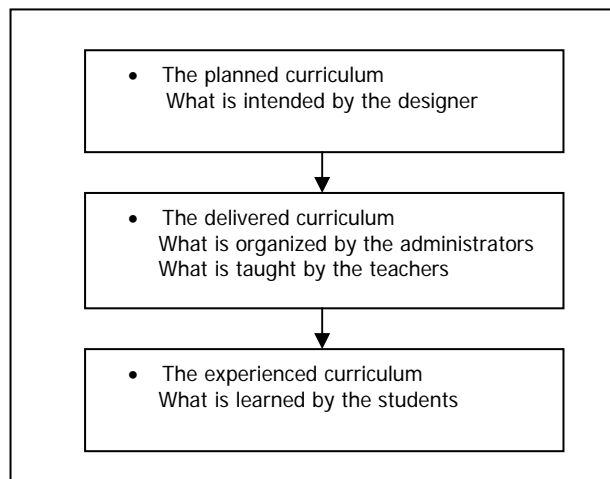 • The planned curriculum
What is intended by the designer
• The delivered curriculum
What is organized by the administrators
What is taught by the teachers
• The experienced curriculum
What is learned by the students